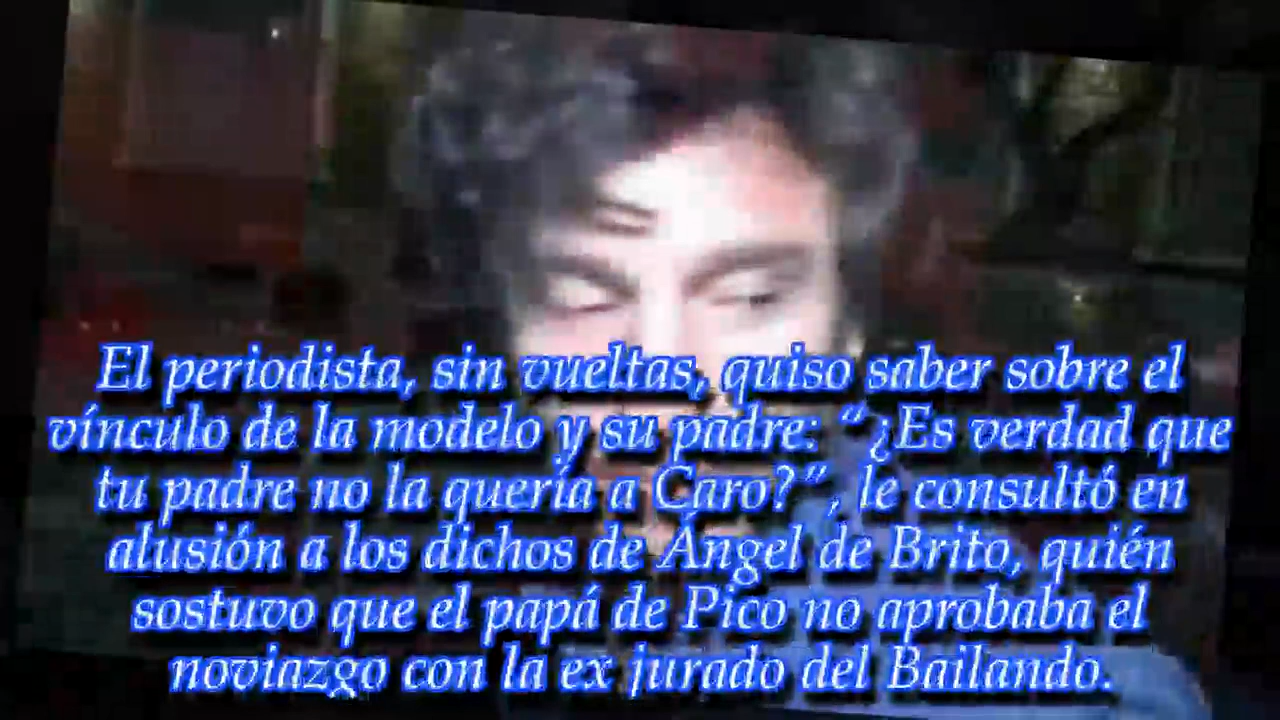 El periodista, sin vueltas, quiso saber sobre el
vínculo de la modelo y su padre: “¿Es verdad que
tu padre no la quería a Caro?”, le consultó en
alusión a los dichos de Ángel de Brito, quién
sostuvo que el papá de Pico no aprobaba el
noviazgo con la ex jurado del Bailando.